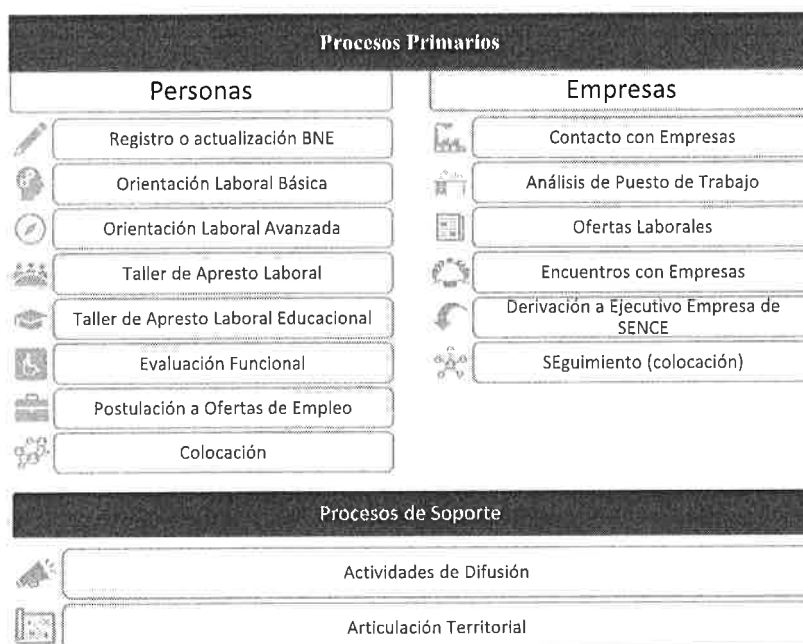 Procesos Primarios
Personas
Registro o actualización BNE
Orientación Laboral Básica
Orientación Laboral Avanzada
Taller de Apresto Laboral
Taller de Apresto Laboral Educacional
Evaluación Funcional
Postulación a Ofertas de Empleo
Colocación
Empresas
Contacto con Empresas
Análisis de Puesto de Trabajo
Ofertas Laborales
Encuentros con Empresas
Derivación a Ejecutivo Empresa de
SENCE
SEguimiento (colocación)
Procesos de Soporte
Actividades de Difusión
Articulación Territorial